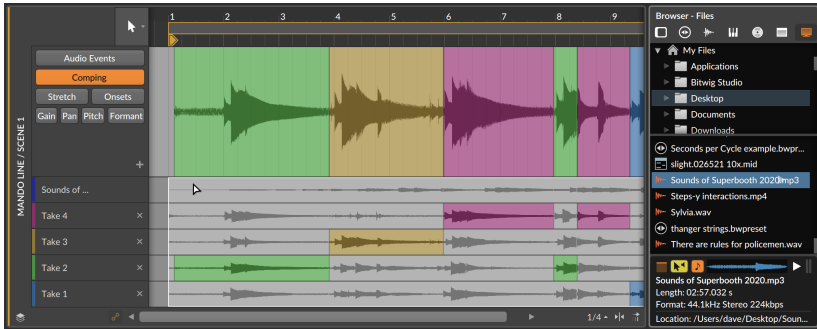 1 2 3 4 5 6 7 8 9
Audio Events
Comping
Stretch Onsets
Gain Pan Pitch Formant
+
MANDO LINE / SCENE 1
Sounds of ...
Take 4 ×
Take 3 ×
Take 2 ×
Take 1 ×
1/4
Browser - Files
My Files
Applications
Bitwig Studio
Desktop
Documents
Downloads
Seconds per Cycle example.bwpr...
slight.026521 10x.mid
Sounds of Superbooth 2020.mp3
Steps-y interactions.mp4
Sylvia.wav
thanger strings.bwpreset
There are rules for policemen.wav
Sounds of Superbooth 2020.mp3
Length: 02:57.032 s
Format: 44.1kHz Stereo 224kbps
Location: /Users/dave/Desktop/Soun...